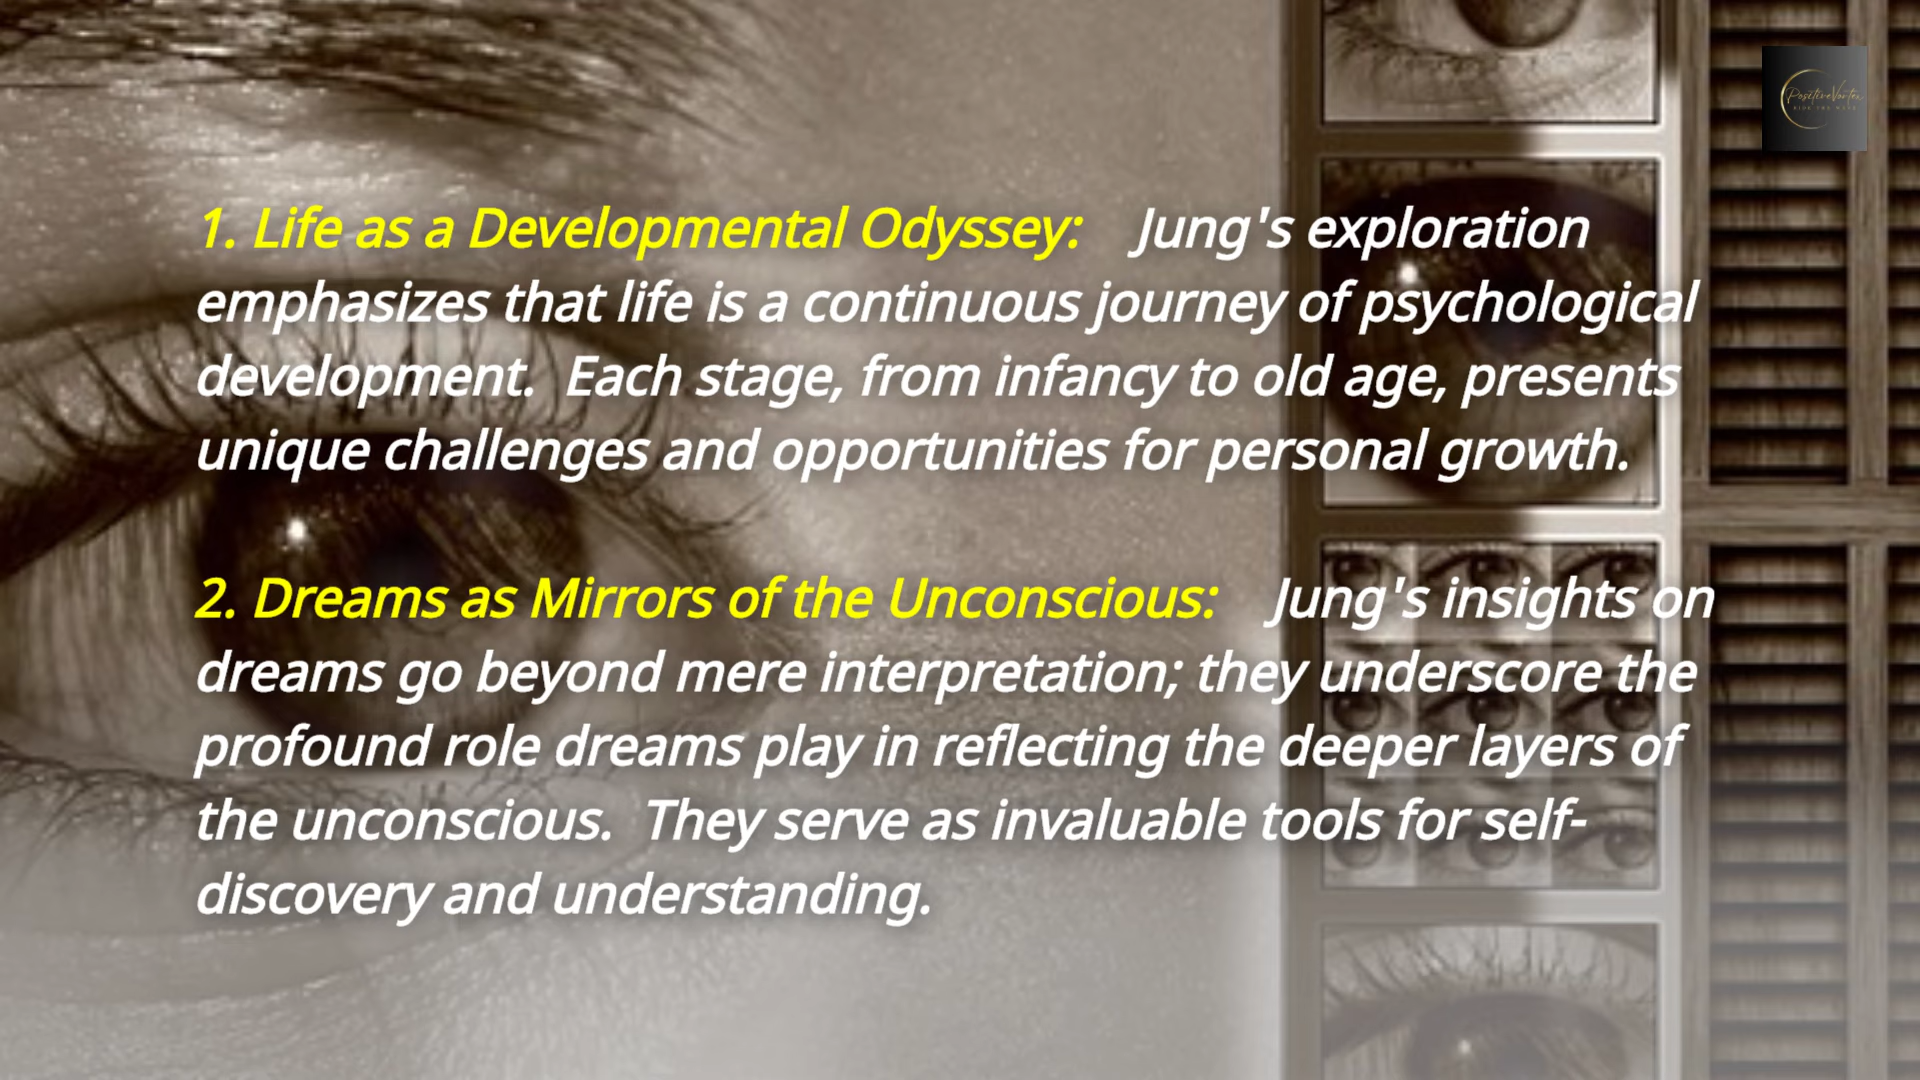 PositiveVortex
1. Life as a Developmental Odyssey: Jung's exploration
emphasizes that life is a continuous journey of psychological
development. Each stage, from infancy to old age, presents
unique challenges and opportunities for personal growth.
2. Dreams as Mirrors of the Unconscious: Jung's insights on
dreams go beyond mere interpretation; they underscore the
profound role dreams play in reflecting the deeper layers of
the unconscious. They serve as invaluable tools for self-
discovery and understanding.